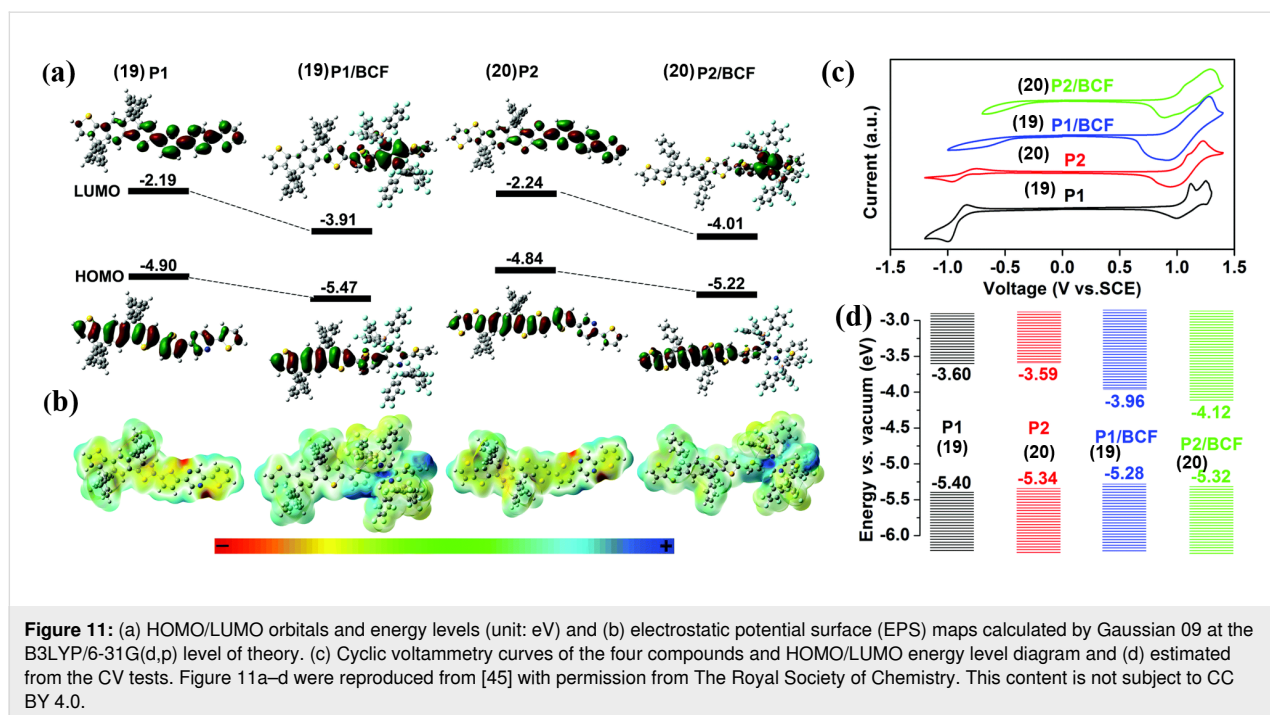 (a)
(19) P1
(19) P1/BCF
(20) P2
(20) P2/BCF
LUMO
-2.19
-3.91
-2.24
-4.01
HOMO
-4.90
-5.47
-4.84
-5.22
(b)
−
+
(c)
Current (a.u.)
(20) P2/BCF
(19) P1/BCF
(20) P2
(19) P1
-1.5 -1.0 -0.5 0.0 0.5 1.0 1.5
Voltage (V vs.SCE)
(d)
Energy vs. vacuum (eV)
-3.0
-3.5
-4.0
-4.5
-5.0
-5.5
-6.0
-3.60
-3.59
-3.96
-4.12
P1
(19)
P2
(20)
P1/BCF
(19)
P2/BCF
(20)
-5.40
-5.34
-5.28
-5.32
Figure 11: (a) HOMO/LUMO orbitals and energy levels (unit: eV) and (b) electrostatic potential surface (EPS) maps calculated by Gaussian 09 at the
B3LYP/6-31G(d,p) level of theory. (c) Cyclic voltammetry curves of the four compounds and HOMO/LUMO energy level diagram and (d) estimated
from the CV tests. Figure 11a–d were reproduced from [45] with permission from The Royal Society of Chemistry. This content is not subject to CC
BY 4.0.